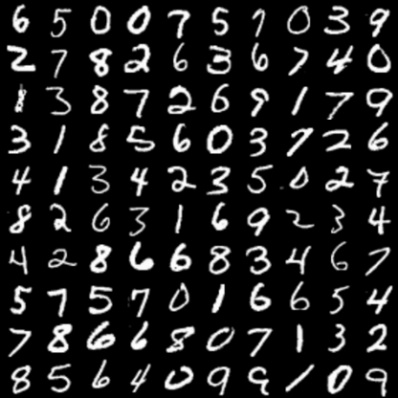 6 5 0 0 7 5 7 0 3 9
2 7 8 2 6 3 6 7 4 0
8 3 8 7 2 6 9 1 7 9
3 1 8 5 6 0 3 7 2 6
4 1 3 4 2 3 5 0 2 7
8 2 6 3 1 6 9 2 3 4
4 2 8 6 6 8 3 4 6 7
5 7 5 7 0 1 6 6 5 4
7 8 6 6 8 0 7 1 3 2
8 5 6 4 0 9 9 1 0 9